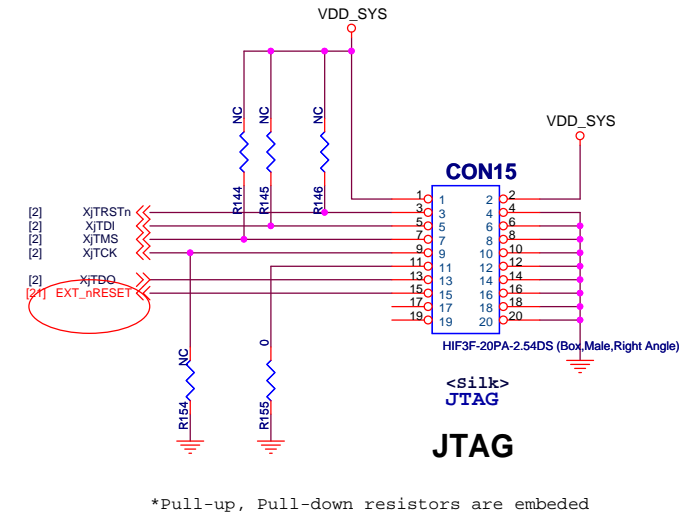 VDD_SYS
VDD_SYS
NC NC NC
R144 R145 R146
CON15
[2] XjTRSTn
[2] XjTDI
[2] XjTMS
[2] XjTCK
[2] XjTDO
[21] EXT_nRESET
1 1 2 2
3 3 4 4
5 5 6 6
7 7 8 8
9 9 10 10
11 11 12 12
13 13 14 14
15 15 16 16
17 17 18 18
19 19 20 20
HIF3F-20PA-2.54DS (Box,Male,Right Angle)
NC 0
R154 R155
<Silk>
JTAG
JTAG
*Pull-up, Pull-down resistors are embeded